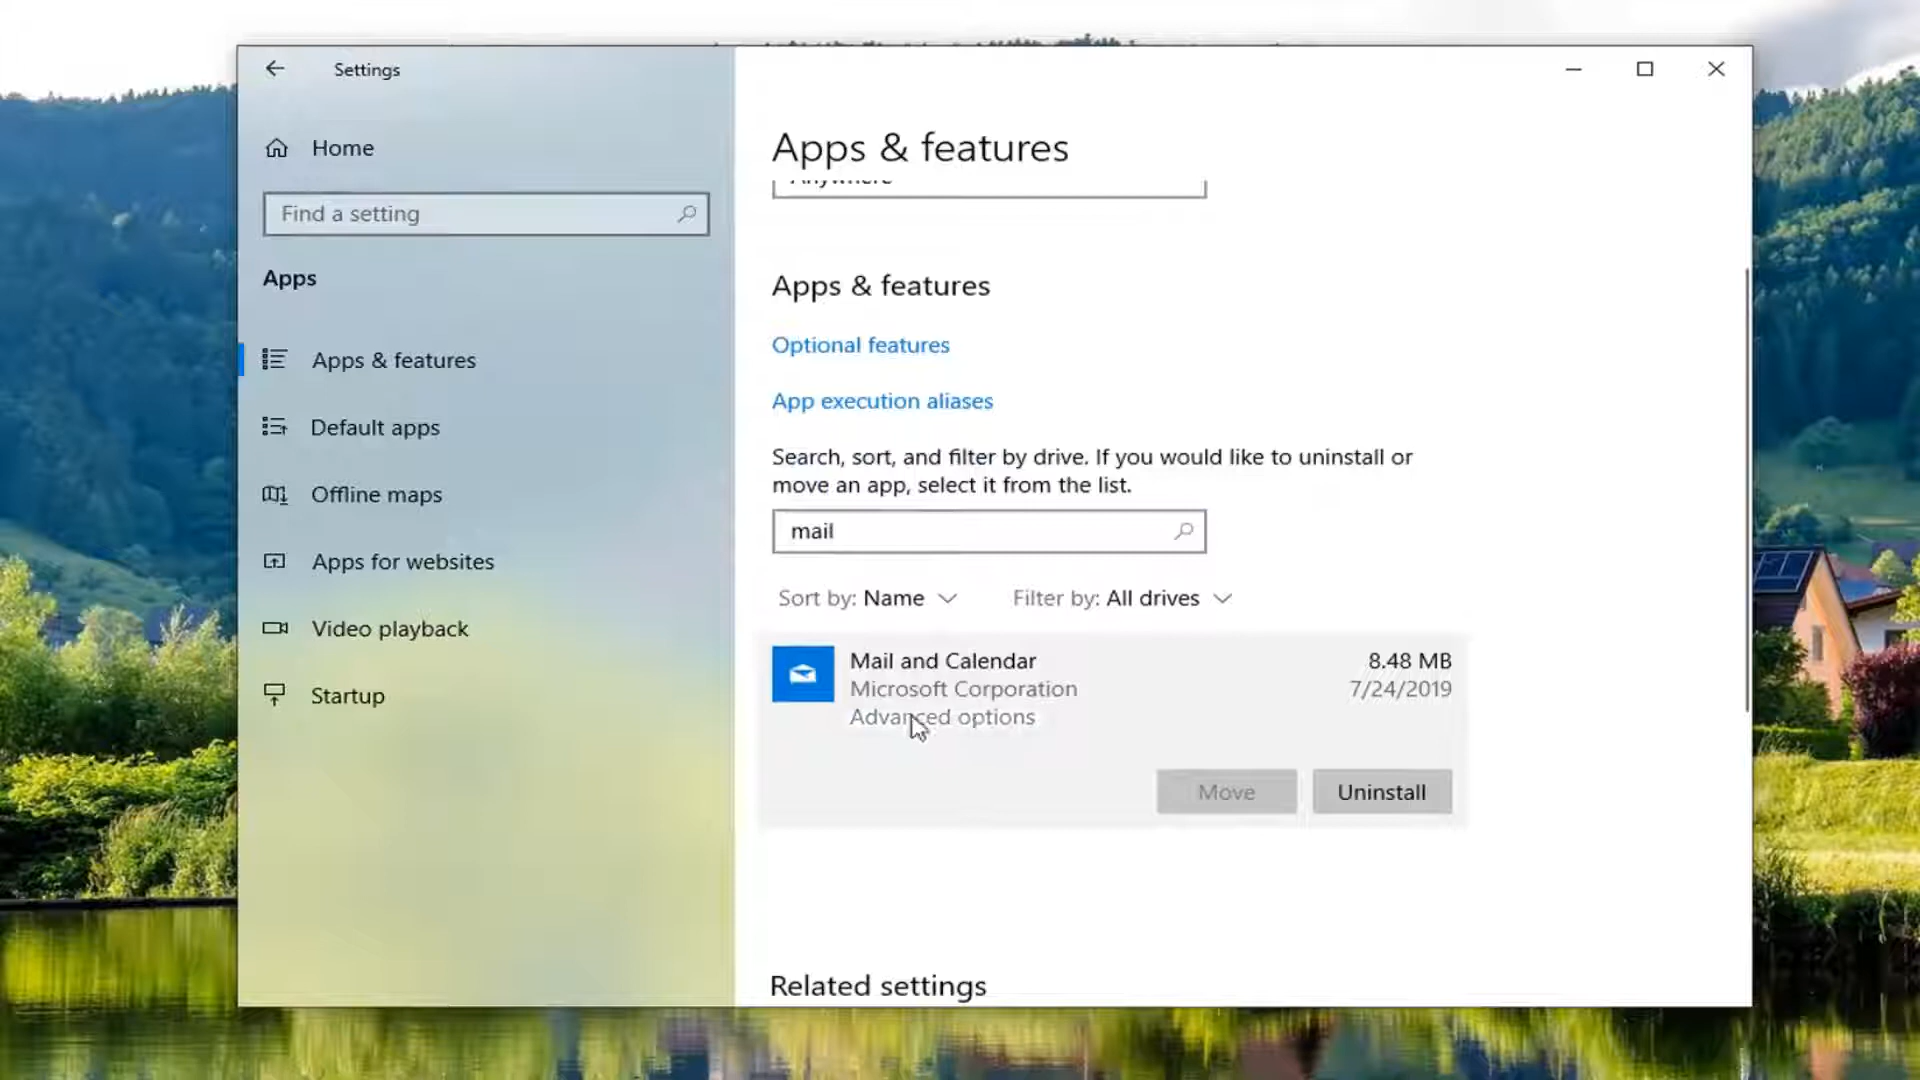 Settings
Home
Find a setting
Apps
Apps & features
Default apps
Offline maps
Apps for websites
Video playback
Startup
Apps & features
Apps & features
Optional features
App execution aliases
Search, sort, and filter by drive. If you would like to uninstall or
move an app, select it from the list.
mail
Sort by: Name
Filter by: All drives
Mail and Calendar
8.48 MB
Microsoft Corporation
7/24/2019
Advanced options
Move
Uninstall
Related settings